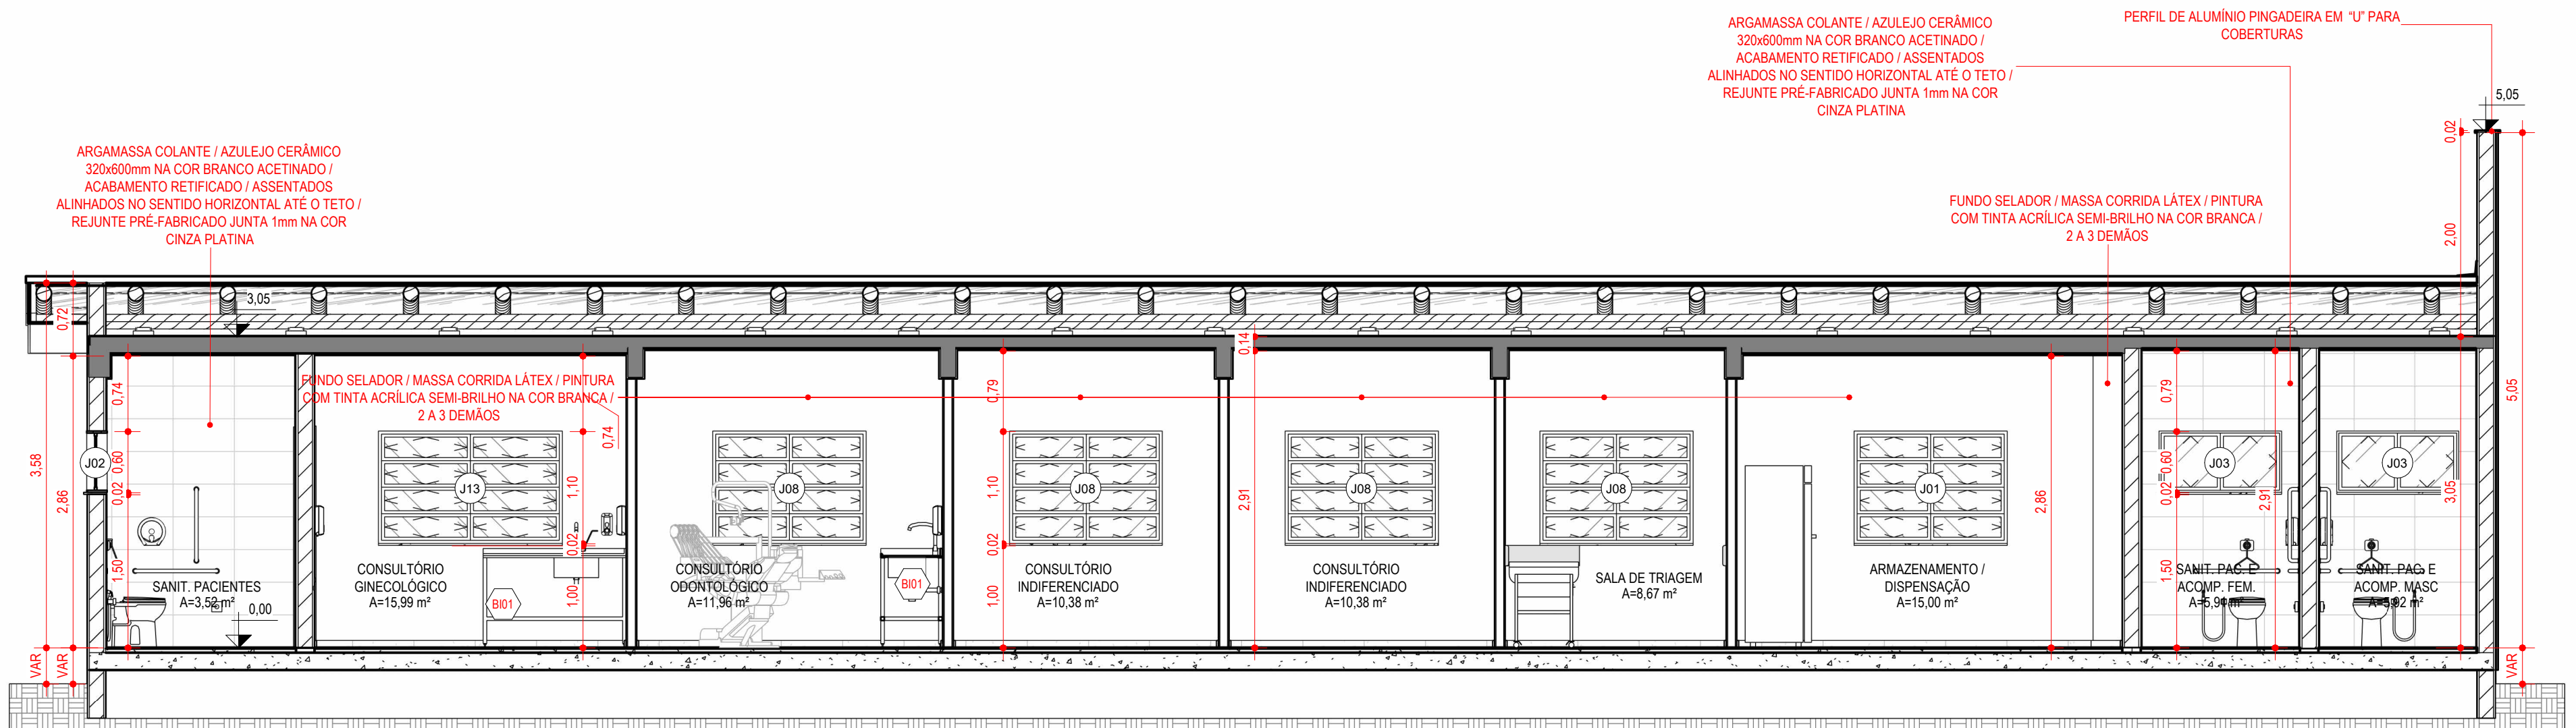 ARGAMASSA COLANTE / AZULEJO CERÂMICO
320x600mm NA COR BRANCO ACETINADO /
ACABAMENTO RETIFICADO / ASSENTADOS
ALINHADOS NO SENTIDO HORIZONTAL ATÉ O TETO /
REJUNTE PRÉ-FABRICADO JUNTA 1mm NA COR
CINZA PLATINA
PERFIL DE ALUMÍNIO PINGADEIRA EM “U” PARA
COBERTURAS
5,05
0,02
ARGAMASSA COLANTE / AZULEJO CERÂMICO
320x600mm NA COR BRANCO ACETINADO /
ACABAMENTO RETIFICADO / ASSENTADOS
ALINHADOS NO SENTIDO HORIZONTAL ATÉ O TETO /
REJUNTE PRÉ-FABRICADO JUNTA 1mm NA COR
CINZA PLATINA
FUNDO SELADOR / MASSA CORRIDA LÁTEX / PINTURA
COM TINTA ACRÍLICA SEMI-BRILHO NA COR BRANCA /
2 A 3 DEMÃOS
2,00
3,05
0,72
0,14
FUNDO SELADOR / MASSA CORRIDA LÁTEX / PINTURA
COM TINTA ACRÍLICA SEMI-BRILHO NA COR BRANCA /
2 A 3 DEMÃOS
0,74
0,74
0,79
0,79
5,05
3,58
2,86
J02
0,60
0,02
1,50
J13
1,10
0,02
1,00
J08
J08
1,10
0,02
1,00
2,91
J08
J08
J01
2,86
J03
0,60
0,02
1,50
2,91
J03
3,05
SANIT. PACIENTES
A=3,52 m²
0,00
CONSULTÓRIO
GINECOLÓGICO
A=15,99 m²
BI01
CONSULTÓRIO
ODONTOLÓGICO
A=11,96 m²
BI01
CONSULTÓRIO
INDIFERENCIADO
A=10,38 m²
CONSULTÓRIO
INDIFERENCIADO
A=10,38 m²
SALA DE TRIAGEM
A=8,67 m²
ARMAZENAMENTO /
DISPENSAÇÃO
A=15,00 m²
SANIT. PAC. E
ACOMP. FEM.
SANIT. PAC. E
ACOMP. MASC
VAR
VAR
VAR